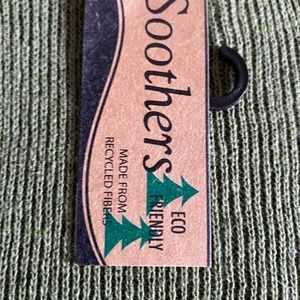 Soothers
ECO
FRIENDLY
MADE FROM
RECYCLED FIBERS